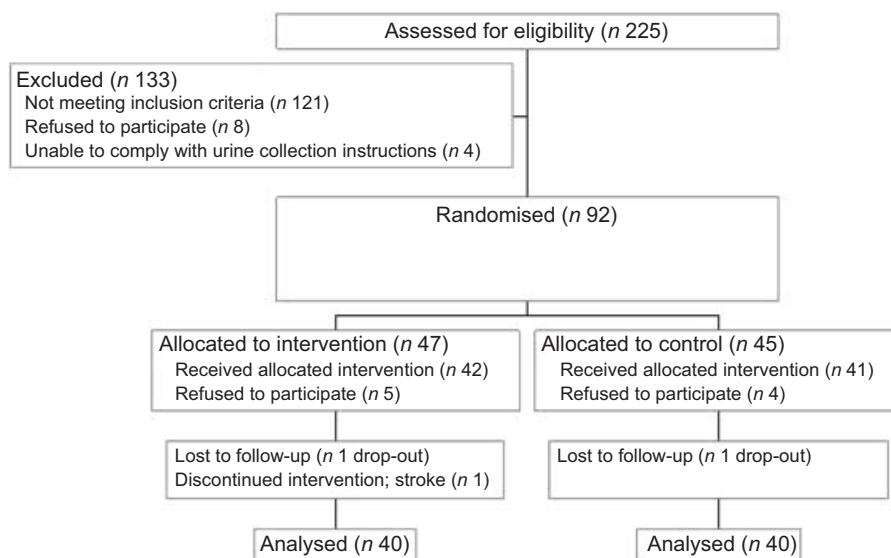 Assessed for eligibility (n 225)
Excluded (n 133)
Not meeting inclusion criteria (n 121)
Refused to participate (n 8)
Unable to comply with urine collection instructions (n 4)
Randomised (n 92)
Allocated to intervention (n 47)
Received allocated intervention (n 42)
Refused to participate (n 5)
Allocated to control (n 45)
Received allocated intervention (n 41)
Refused to participate (n 4)
Lost to follow-up (n 1 drop-out)
Discontinued intervention; stroke (n 1)
Lost to follow-up (n 1 drop-out)
Analysed (n 40)
Analysed (n 40)